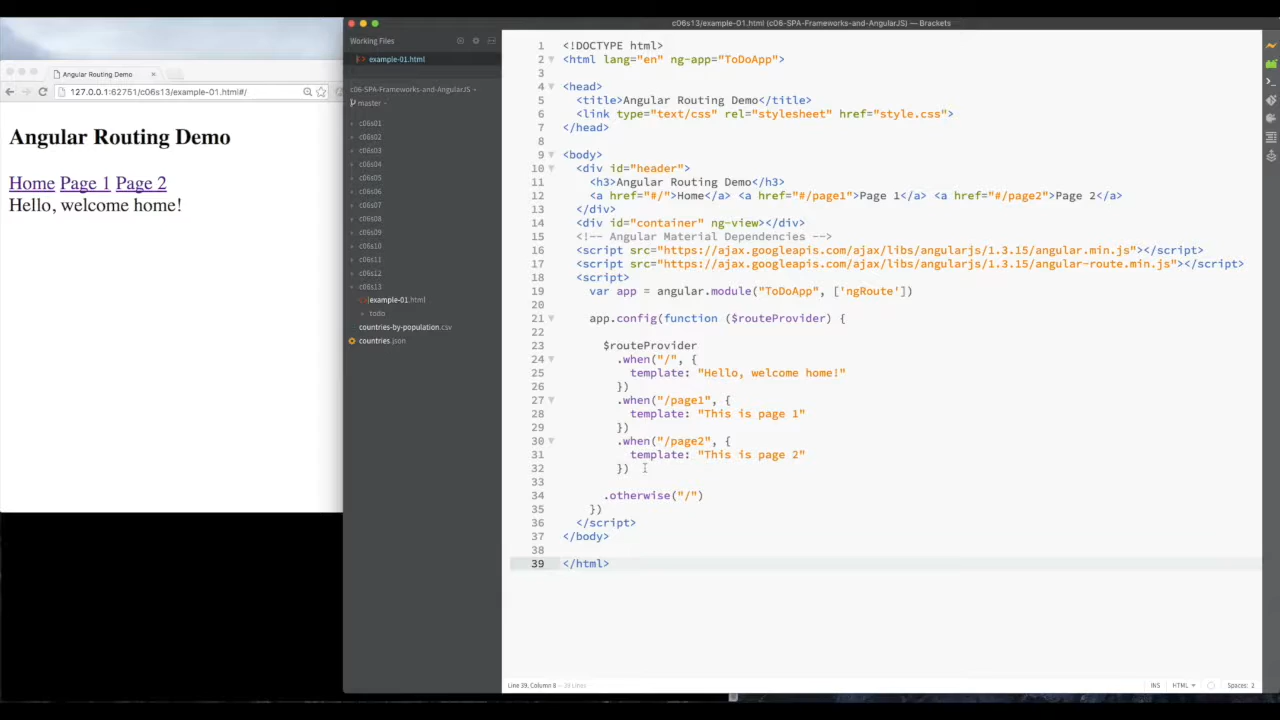 c06s13/example-01.html (c06-SPA-Frameworks-and-AngularJS) — Brackets
Angular Routing Demo
127.0.0.1:62751/c06s13/example-01.html#/
Angular Routing Demo
Home Page 1 Page 2
Hello, welcome home!
Working Files
example-01.html
c06-SPA-Frameworks-and-AngularJS
master
c06s01
c06s02
c06s03
c06s04
c06s05
c06s06
c06s07
c06s08
c06s09
c06s10
c06s11
c06s12
c06s13
example-01.html
todo
countries-by-population.csv
countries.json
1 <!DOCTYPE html>
2 <html lang="en" ng-app="ToDoApp">
3
4 <head>
5 <title>Angular Routing Demo</title>
6 <link type="text/css" rel="stylesheet" href="style.css">
7 </head>
8
9 <body>
10 <div id="header">
11 <h3>Angular Routing Demo</h3>
12 <a href="#/">Home</a> <a href="#/page1">Page 1</a> <a href="#/page2">Page 2</a>
13 </div>
14 <div id="container" ng-view></div>
15 <!-- Angular Material Dependencies -->
16 <script src="https://ajax.googleapis.com/ajax/libs/angularjs/1.3.15/angular.min.js"></script>
17 <script src="https://ajax.googleapis.com/ajax/libs/angularjs/1.3.15/angular-route.min.js"></script>
18 <script>
19 var app = angular.module("ToDoApp", ['ngRoute'])
20
21 app.config(function ($routeProvider) {
22
23 $routeProvider
24 .when("/", {
25 template: "Hello, welcome home!"
26 })
27 .when("/page1", {
28 template: "This is page 1"
29 })
30 .when("/page2", {
31 template: "This is page 2"
32 })
33
34 .otherwise("/")
35 })
36 </script>
37 </body>
38
39 </html>
Line 39, Column 8 — 39 Lines
INS
HTML
Spaces: 2